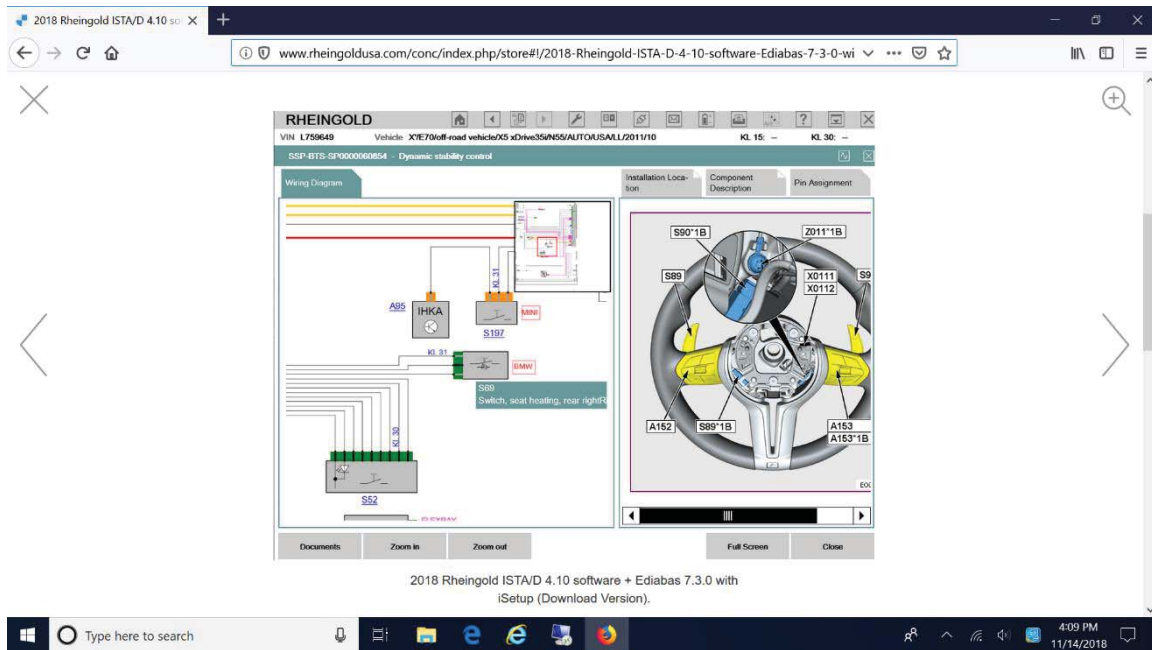 2018 Rheingold ISTA/D 4.10 so
www.rheingoldusa.com/conc/index.php/store#!/2018-Rheingold-ISTA-D-4-10-software-Ediabas-7-3-0-wi
RHEINGOLD
VIN L759649 Vehicle X'/E70/off-road vehicle/X5 xDrive35i/N55/AUTO/USA/LL/2011/10 KL 15: -- KL 30: --
SSP-BTS-SP0000060854 - Dynamic stability control
Wiring Diagram
Installation Loca-
tion
Component
Description
Pin Assignment
KL 31
A95
IHKA
MINI
S197
KL 31
BMW
S69
Switch, seat heating, rear rightR
KL 30
S52
S90*1B
Z011*1B
S89
X0111
X0112
S9
A152
S89*1B
A153
A153*1B
Documents
Zoom in
Zoom out
Full Screen
Close
2018 Rheingold ISTA/D 4.10 software + Ediabas 7.3.0 with
iSetup (Download Version).
Type here to search
4:09 PM
11/14/2018